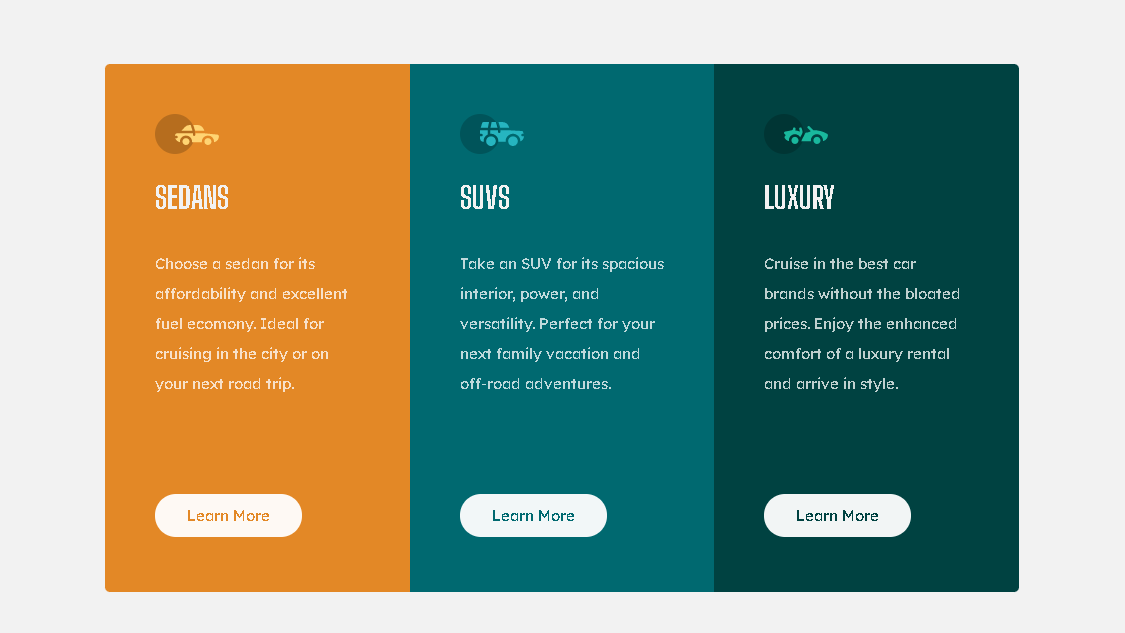 SEDANS
Choose a sedan for its
affordability and excellent
fuel ecomony. Ideal for
cruising in the city or on
your next road trip.
Learn More
SUVS
Take an SUV for its spacious
interior, power, and
versatility. Perfect for your
next family vacation and
off-road adventures.
Learn More
LUXURY
Cruise in the best car
brands without the bloated
prices. Enjoy the enhanced
comfort of a luxury rental
and arrive in style.
Learn More